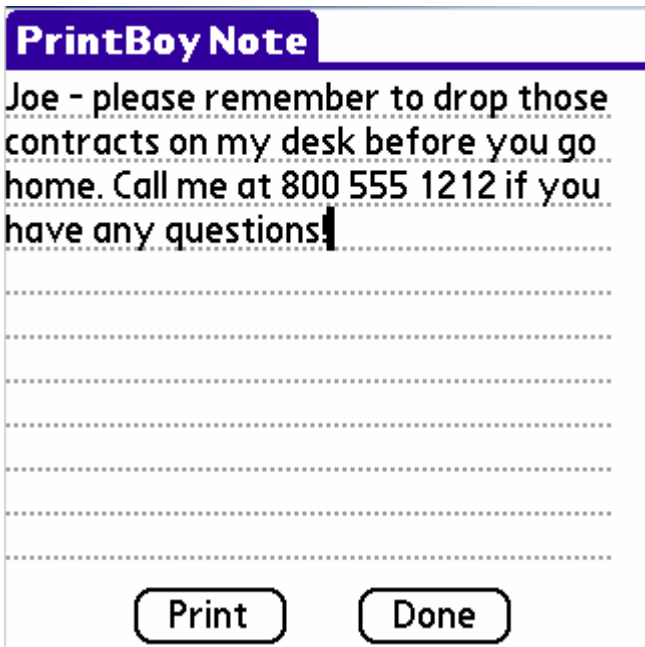 PrintBoy Note
Joe - please remember to drop those
contracts on my desk before you go
home. Call me at 800 555 1212 if you
have any questions!
Print
Done